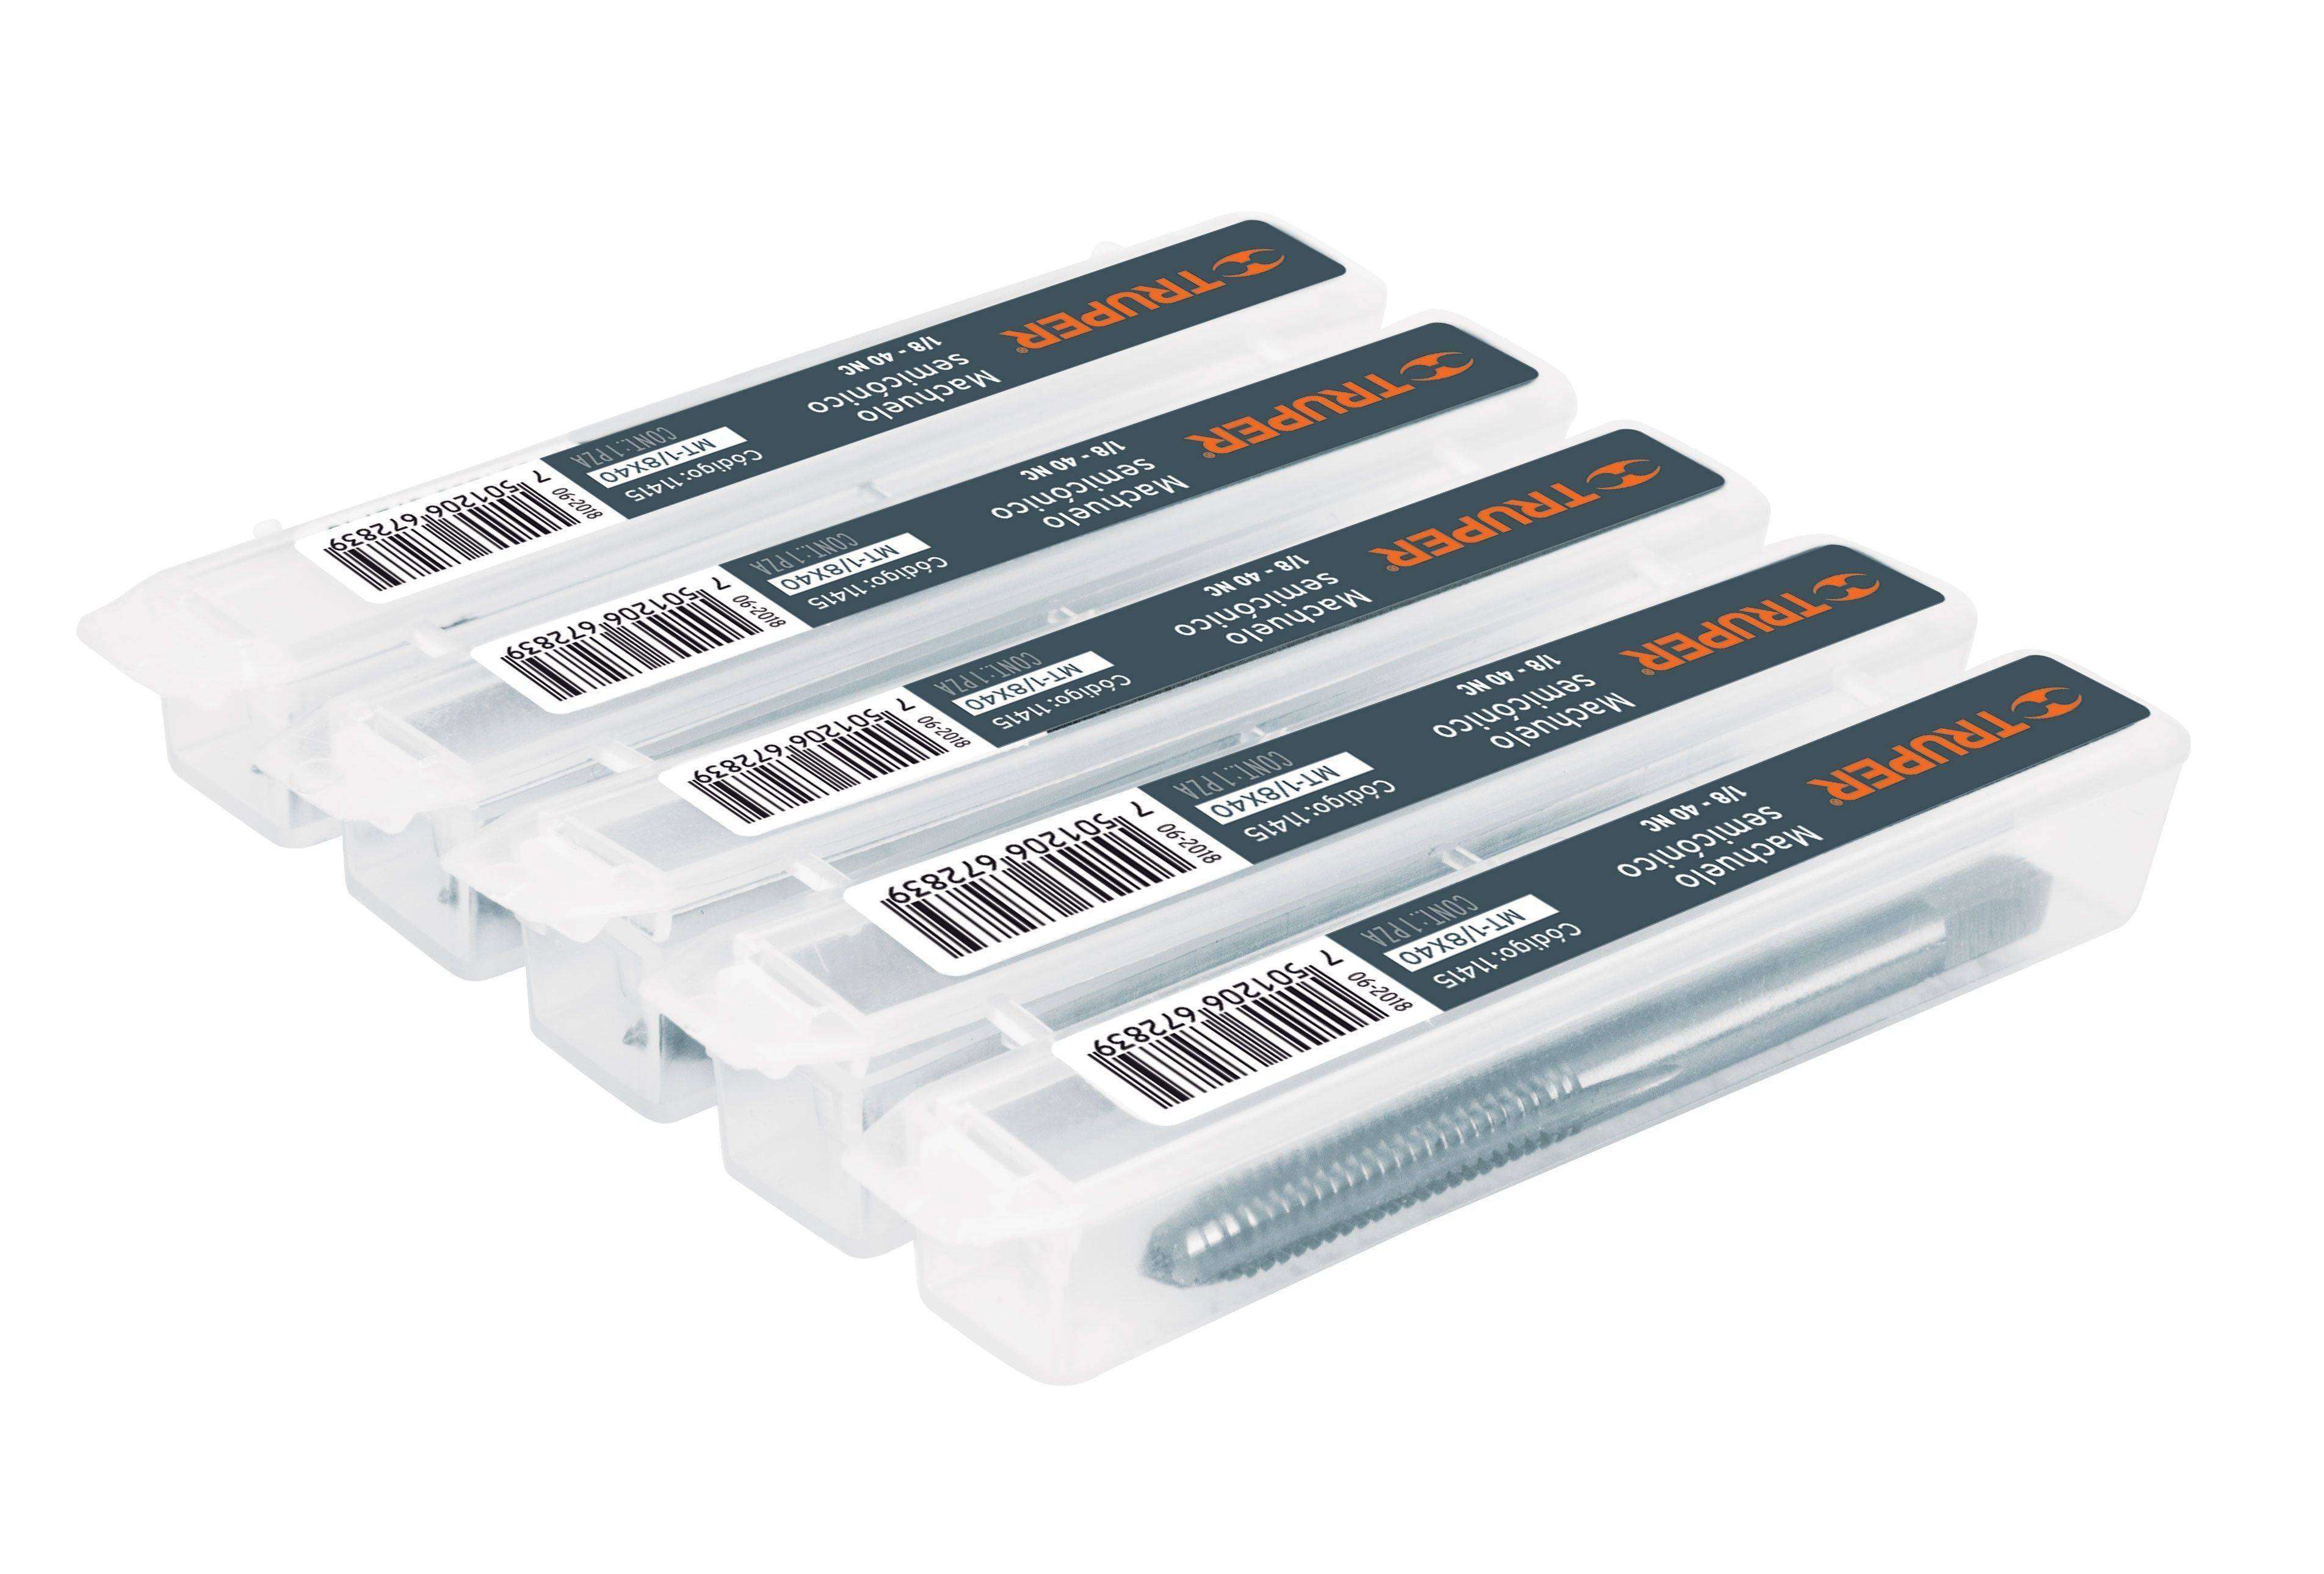 TRUPER®
Machuelo
semicónico
1/8 - 40 NC
Código: 11415
MT-1/8X40
CONT.: 1 PZA
06-2018
7 501206 672839
TRUPER®
Machuelo
semicónico
1/8 - 40 NC
Código: 11415
MT-1/8X40
CONT.: 1 PZA
06-2018
7 501206 672839
TRUPER®
Machuelo
semicónico
1/8 - 40 NC
Código: 11415
MT-1/8X40
CONT.: 1 PZA
06-2018
7 501206 672839
TRUPER®
Machuelo
semicónico
1/8 - 40 NC
Código: 11415
MT-1/8X40
CONT.: 1 PZA
06-2018
7 501206 672839
TRUPER®
Machuelo
semicónico
1/8 - 40 NC
Código: 11415
MT-1/8X40
CONT.: 1 PZA
06-2018
7 501206 672839